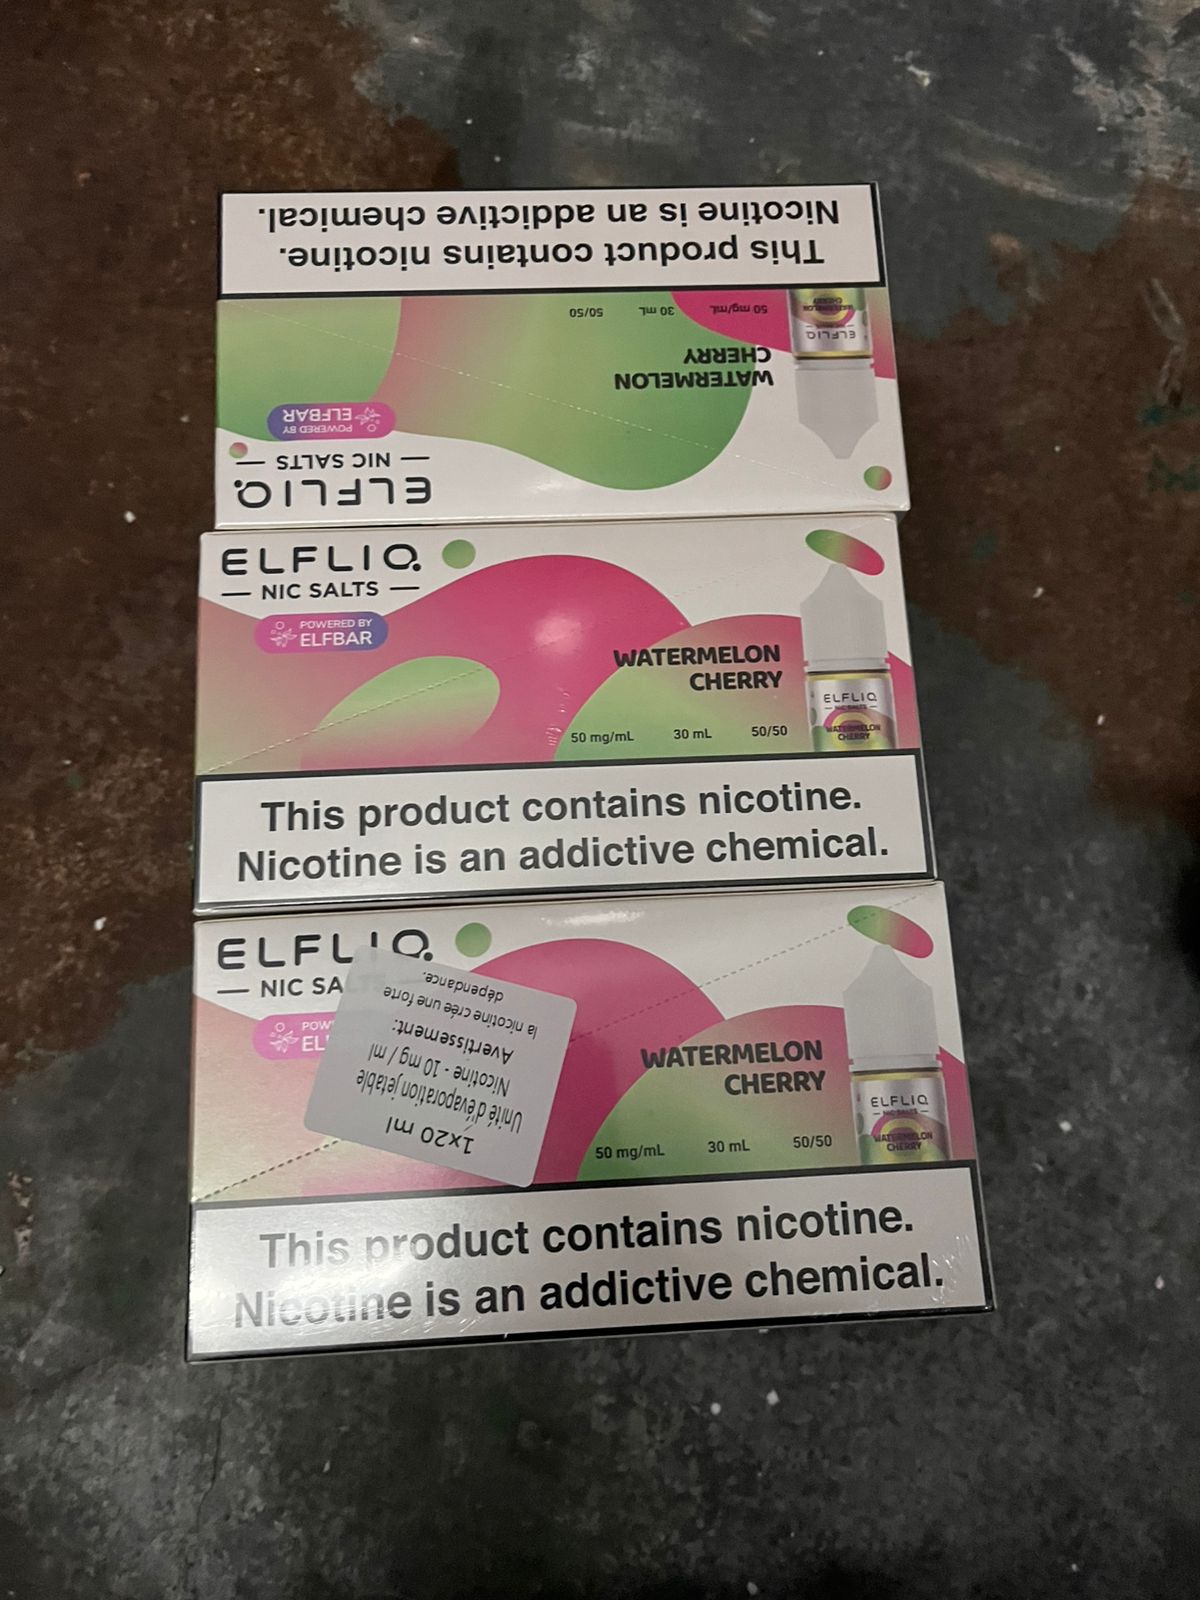 This product contains nicotine.
Nicotine is an addictive chemical.
ELFLIQ
NIC SALTS
POWERED BY
ELFBAR
WATERMELON
CHERRY
50 mg/mL 30 mL 50/50
ELFLIQ
WATERMELON
CHERRY
ELFLIQ
NIC SALTS
POWERED BY
ELFBAR
WATERMELON
CHERRY
50 mg/mL 30 mL 50/50
ELFLIQ
NIC SALTS
WATERMELON
CHERRY
This product contains nicotine.
Nicotine is an addictive chemical.
ELFLIQ
NIC SA
POW
EL
1x20 ml
Unité d'évaporation jetable
Nicotine - 10 mg / ml
Avertissement:
la nicotine crée une forte
dépendance.
WATERMELON
CHERRY
50 mg/mL 30 mL 50/50
ELFLIQ
NIC SALTS
WATERMELON
CHERRY
This product contains nicotine.
Nicotine is an addictive chemical.